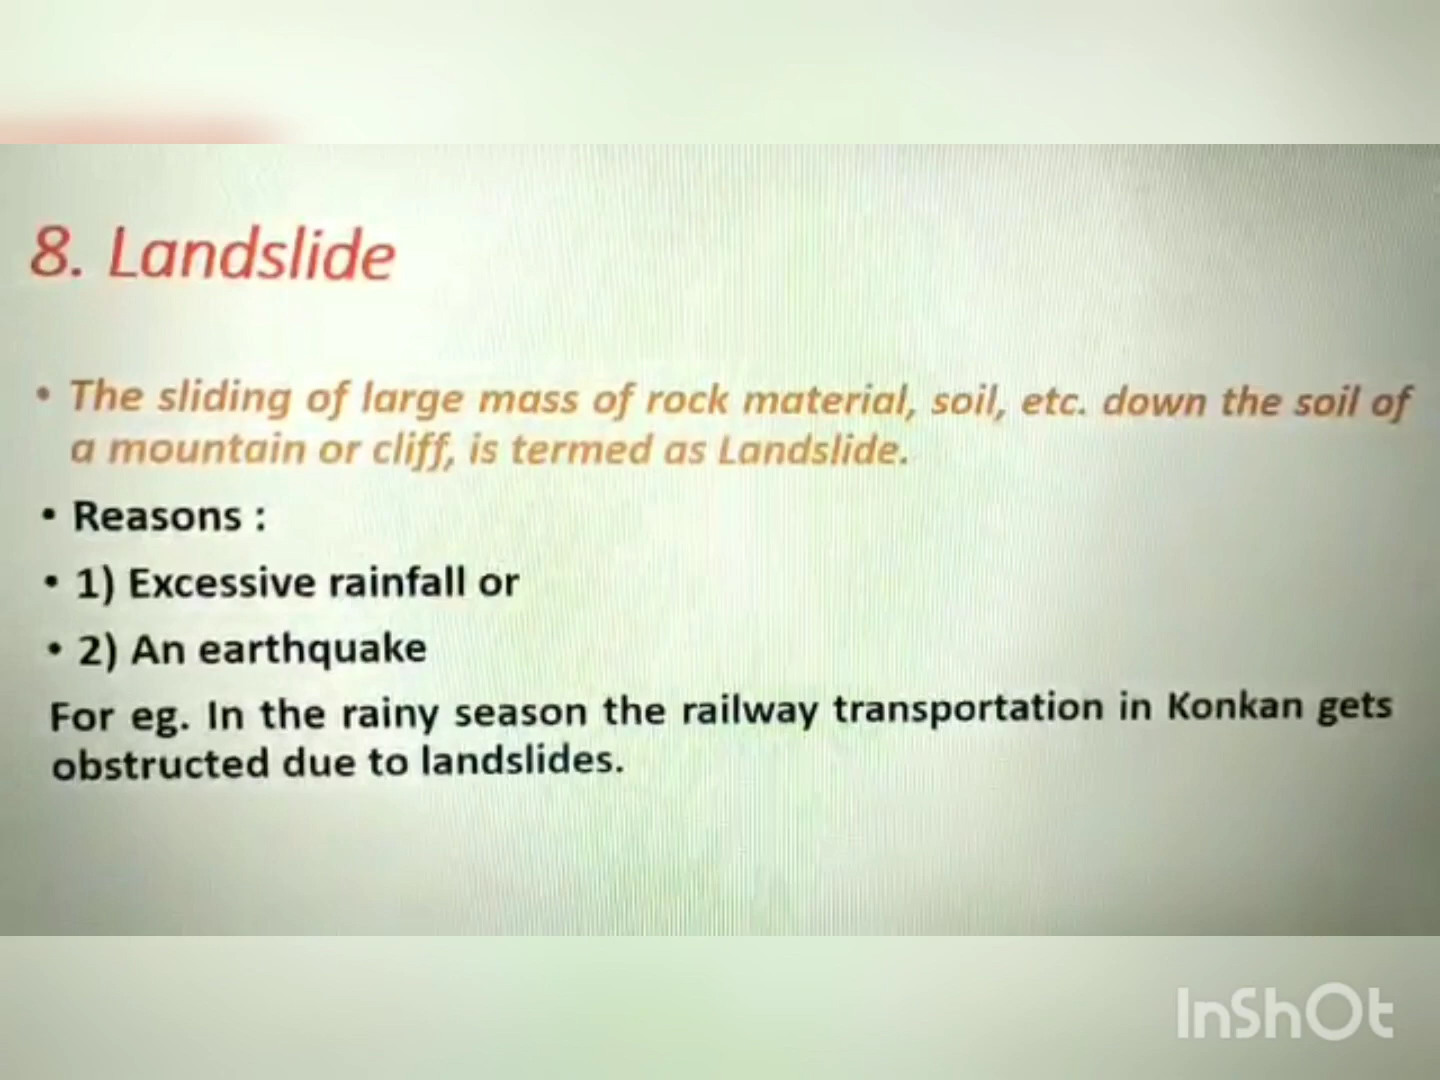 8. Landslide
• The sliding of large mass of rock material, soil, etc. down the soil of
a mountain or cliff, is termed as Landslide.
• Reasons :
• 1) Excessive rainfall or
• 2) An earthquake
For eg. In the rainy season the railway transportation in Konkan gets
obstructed due to landslides.
InShOt